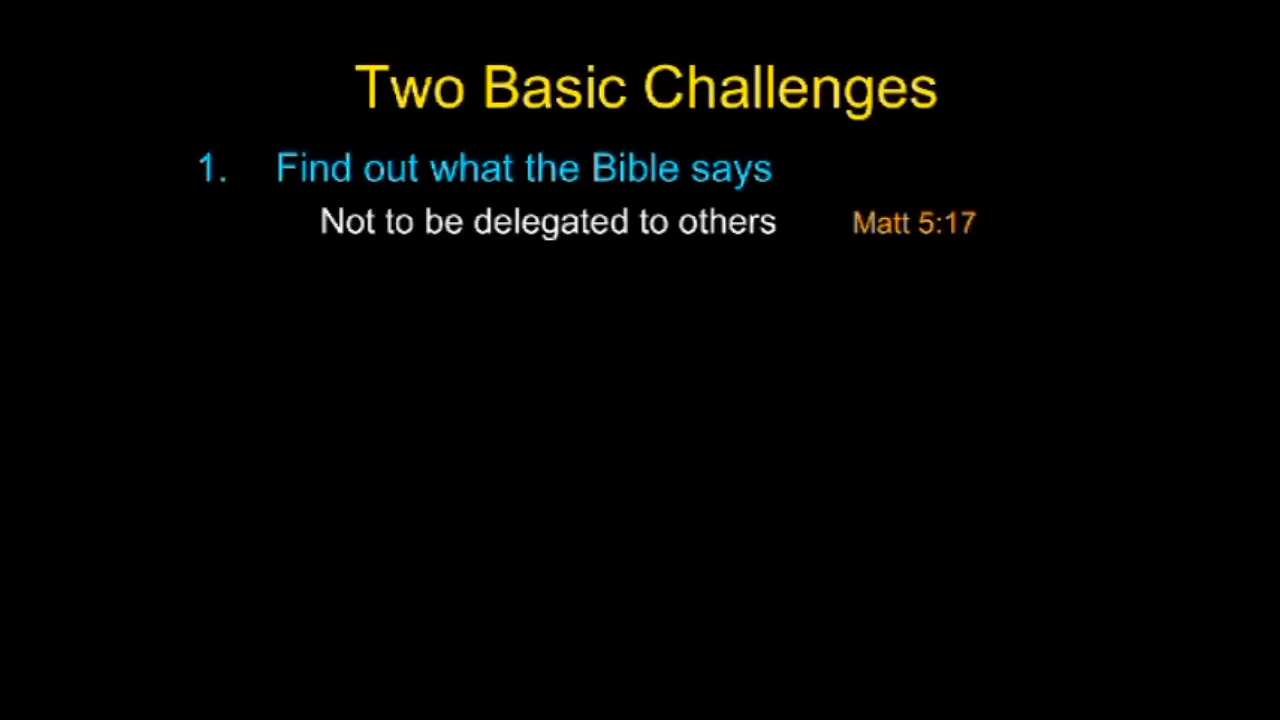 Two Basic Challenges
1. Find out what the Bible says
Not to be delegated to others Matt 5:17